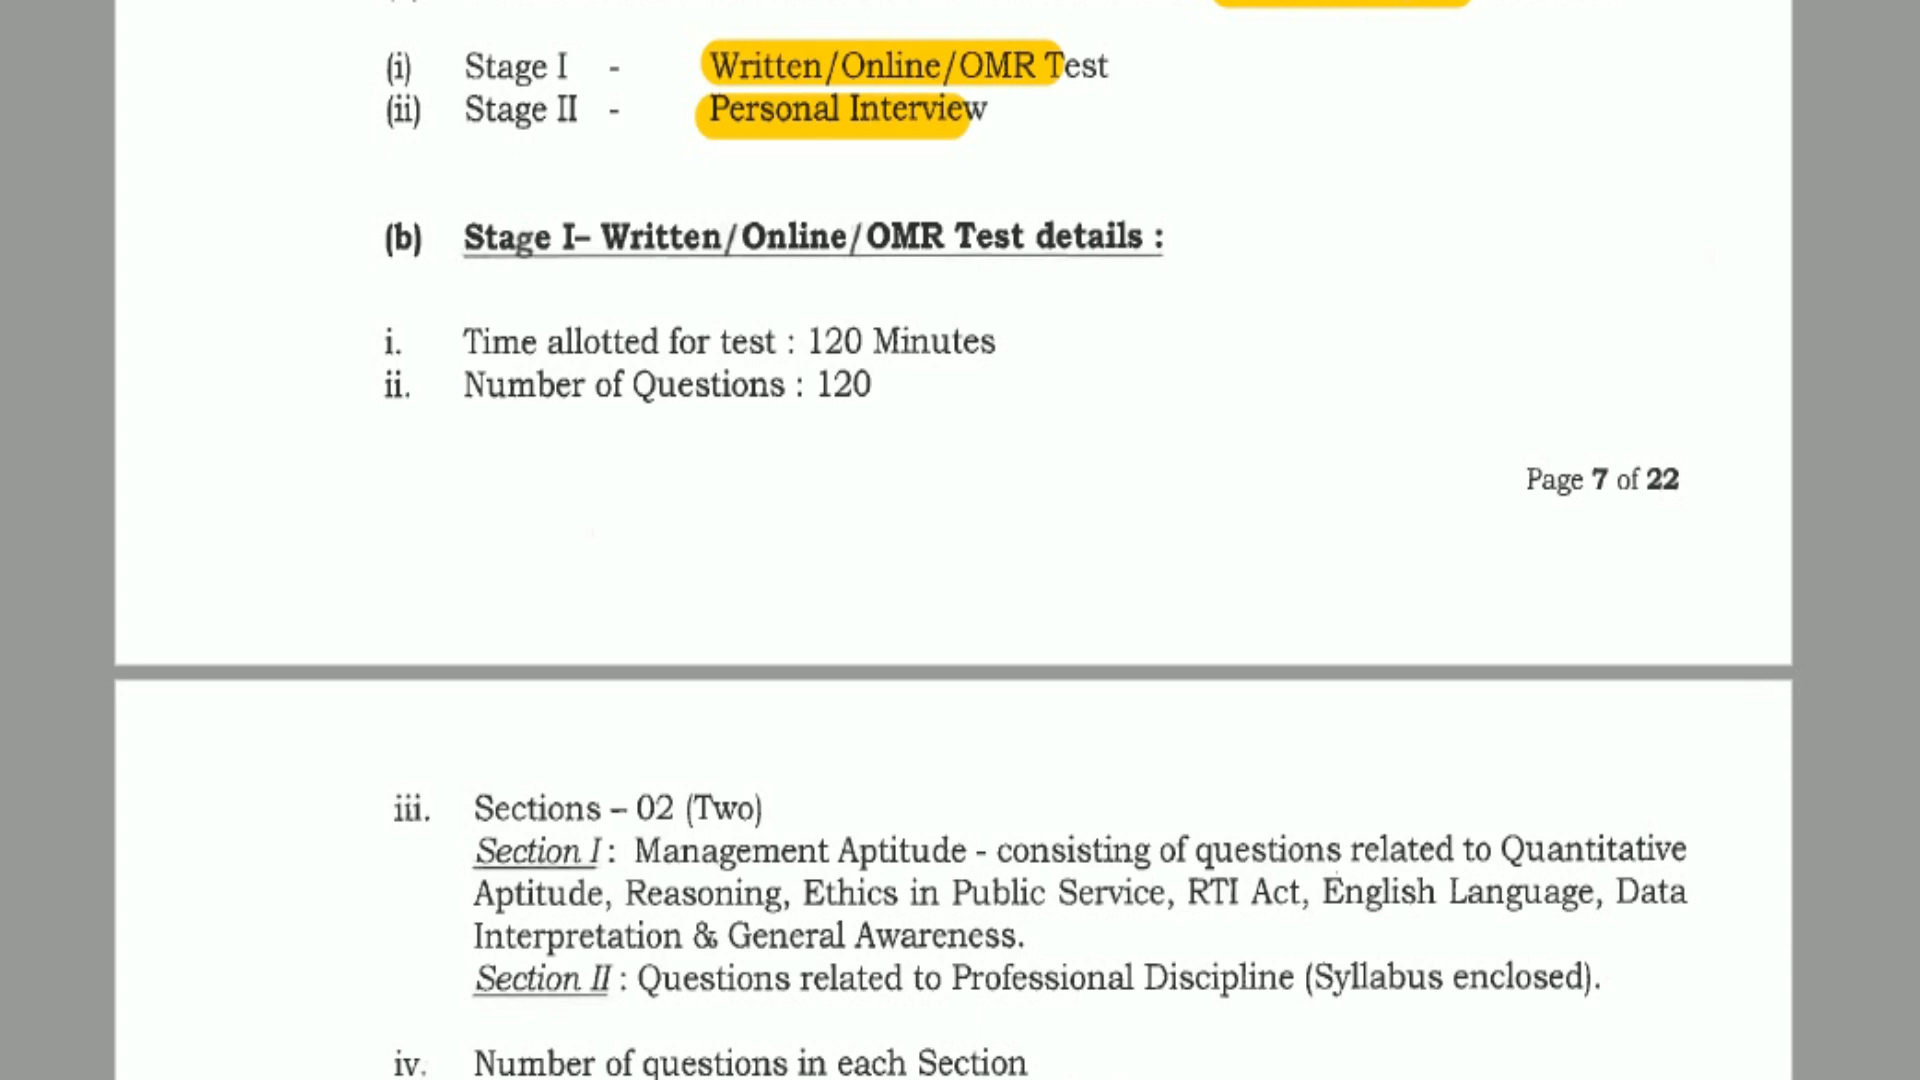 (i) Stage I - Written/Online/OMR Test
(ii) Stage II - Personal Interview
(b) Stage I– Written/Online/OMR Test details :
i. Time allotted for test : 120 Minutes
ii. Number of Questions : 120
Page 7 of 22
iii. Sections – 02 (Two)
Section I : Management Aptitude - consisting of questions related to Quantitative
Aptitude, Reasoning, Ethics in Public Service, RTI Act, English Language, Data
Interpretation & General Awareness.
Section II : Questions related to Professional Discipline (Syllabus enclosed).
iv. Number of questions in each Section